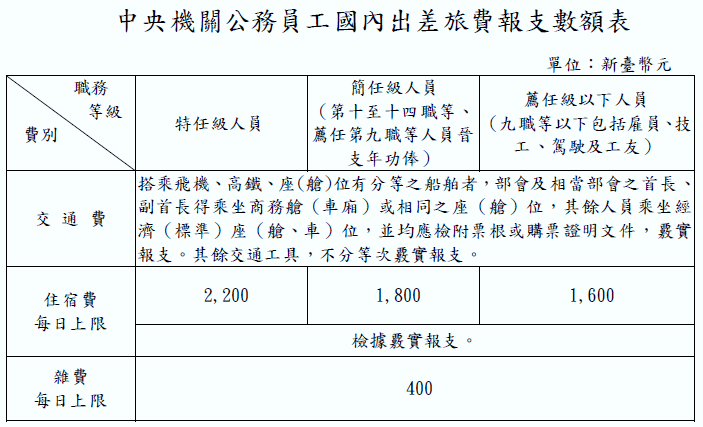 中央機關公務員工國內出差旅費報支數額表
單位：新臺幣元
職務
等級
費別
特任級人員
簡任級人員
（第十至十四職等、
薦任第九職等人員晉
支年功俸）
薦任級以下人員
（九職等以下包括雇員、技
工、駕駛及工友）
交通費
搭乘飛機、高鐵、座(艙)位有分等之船舶者，部會及相當部會之首長、
副首長得乘坐商務艙（車廂）或相同之座（艙）位，其餘人員乘坐經
濟（標準）座（艙、車）位，並均應檢附票根或購票證明文件，覈實
報支。其餘交通工具，不分等次覈實報支。
住宿費
每日上限
2,200
1,800
1,600
檢據覈實報支。
雜費
每日上限
400